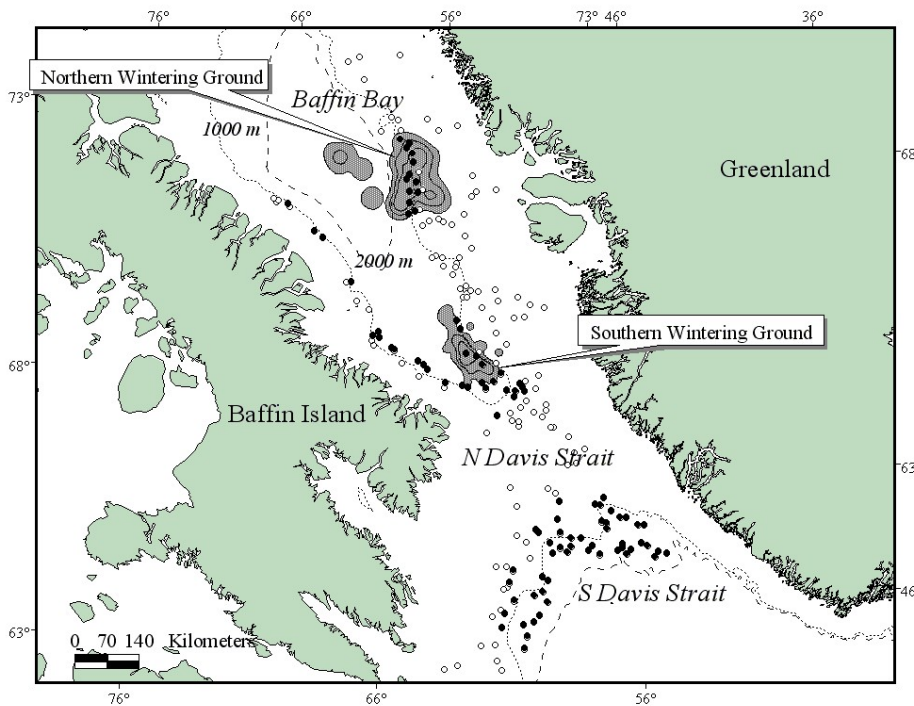 76° 66° 56° 73° 46° 36°
Northern Wintering Ground
Baffin Bay
73°
1000 m
68
Greenland
2000 m
Southern Wintering Ground
68°
Baffin Island
N Davis Strait
63
46°
S Davis Strait
63°
0 70 140 Kilometers
76° 66° 56°